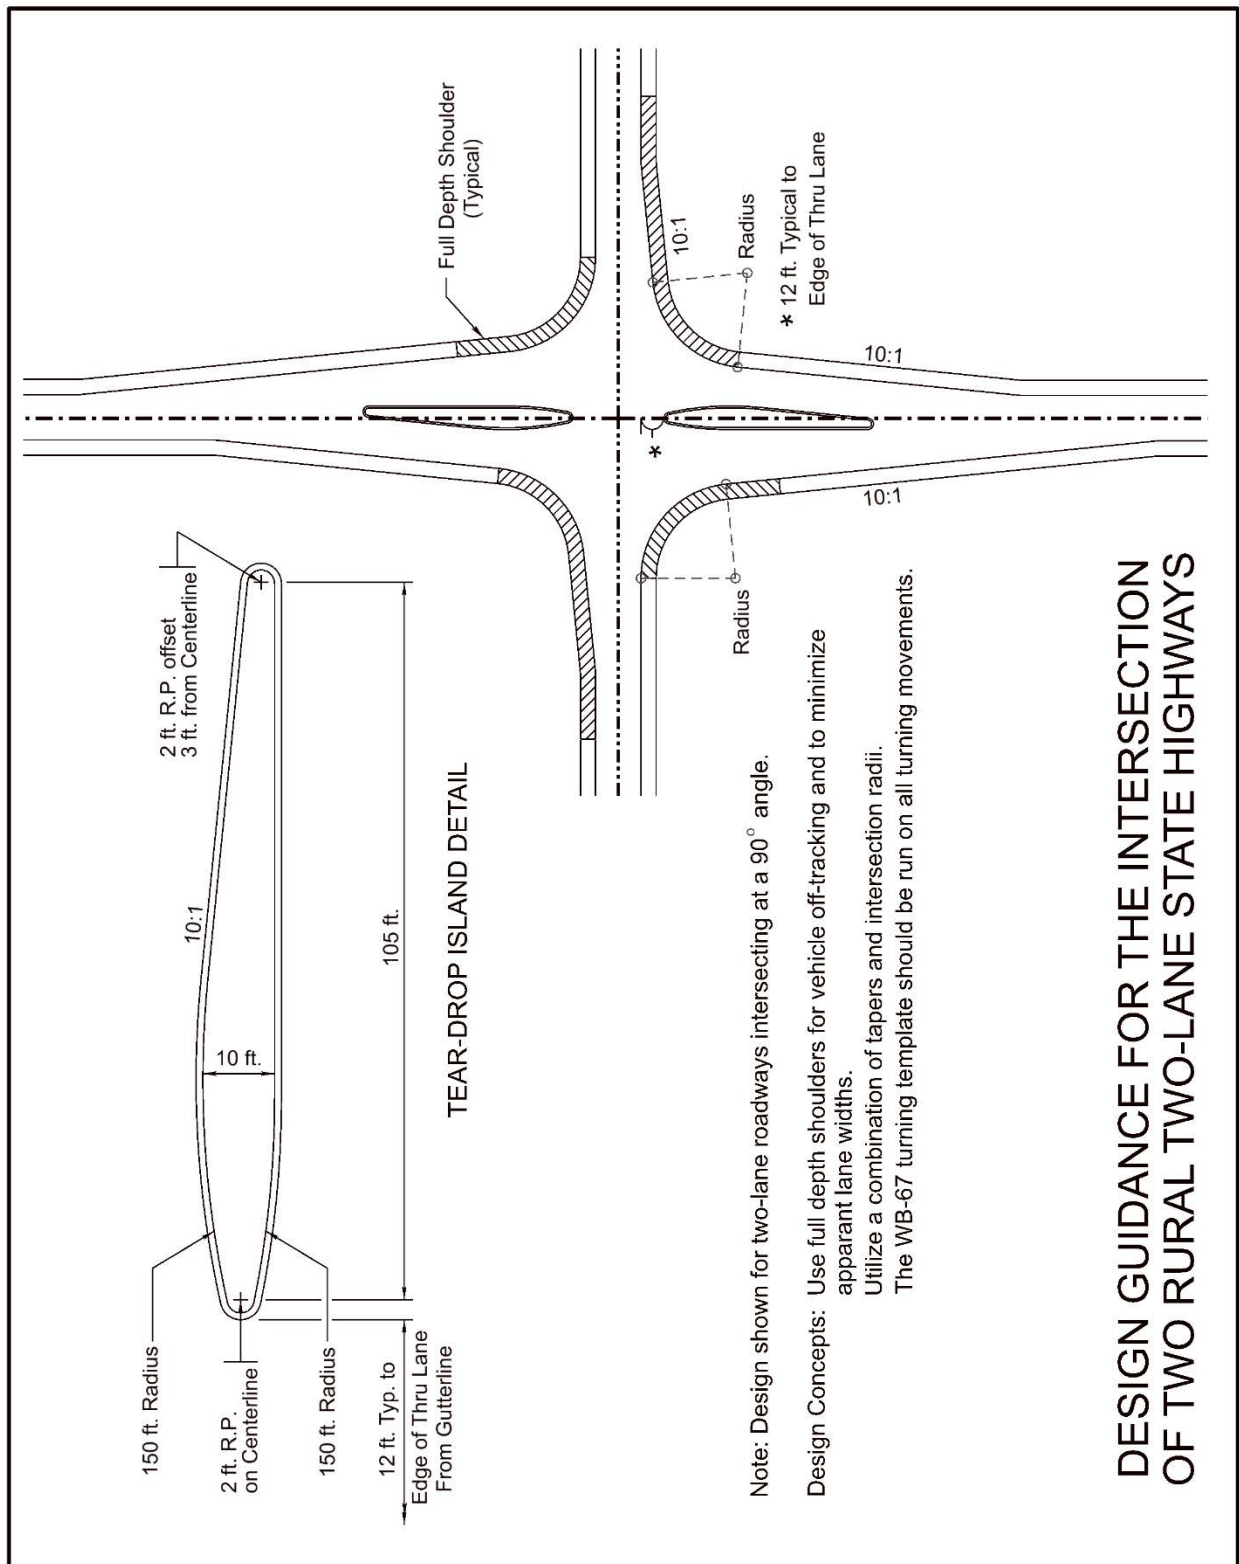 150 ft. Radius
2 ft. R.P.
on Centerline
150 ft. Radius
12 ft. Typ. to
Edge of Thru Lane
From Gutterline
10:1
10 ft.
105 ft.
2 ft. R.P. offset
3 ft. from Centerline
TEAR-DROP ISLAND DETAIL
Full Depth Shoulder
(Typical)
10:1
Radius
* 12 ft. Typical to
Edge of Thru Lane
10:1
*
10:1
Radius
Note: Design shown for two-lane roadways intersecting at a 90° angle.
Design Concepts: Use full depth shoulders for vehicle off-tracking and to minimize
apparant lane widths.
Utilize a combination of tapers and intersection radii.
The WB-67 turning template should be run on all turning movements.
DESIGN GUIDANCE FOR THE INTERSECTION
OF TWO RURAL TWO-LANE STATE HIGHWAYS